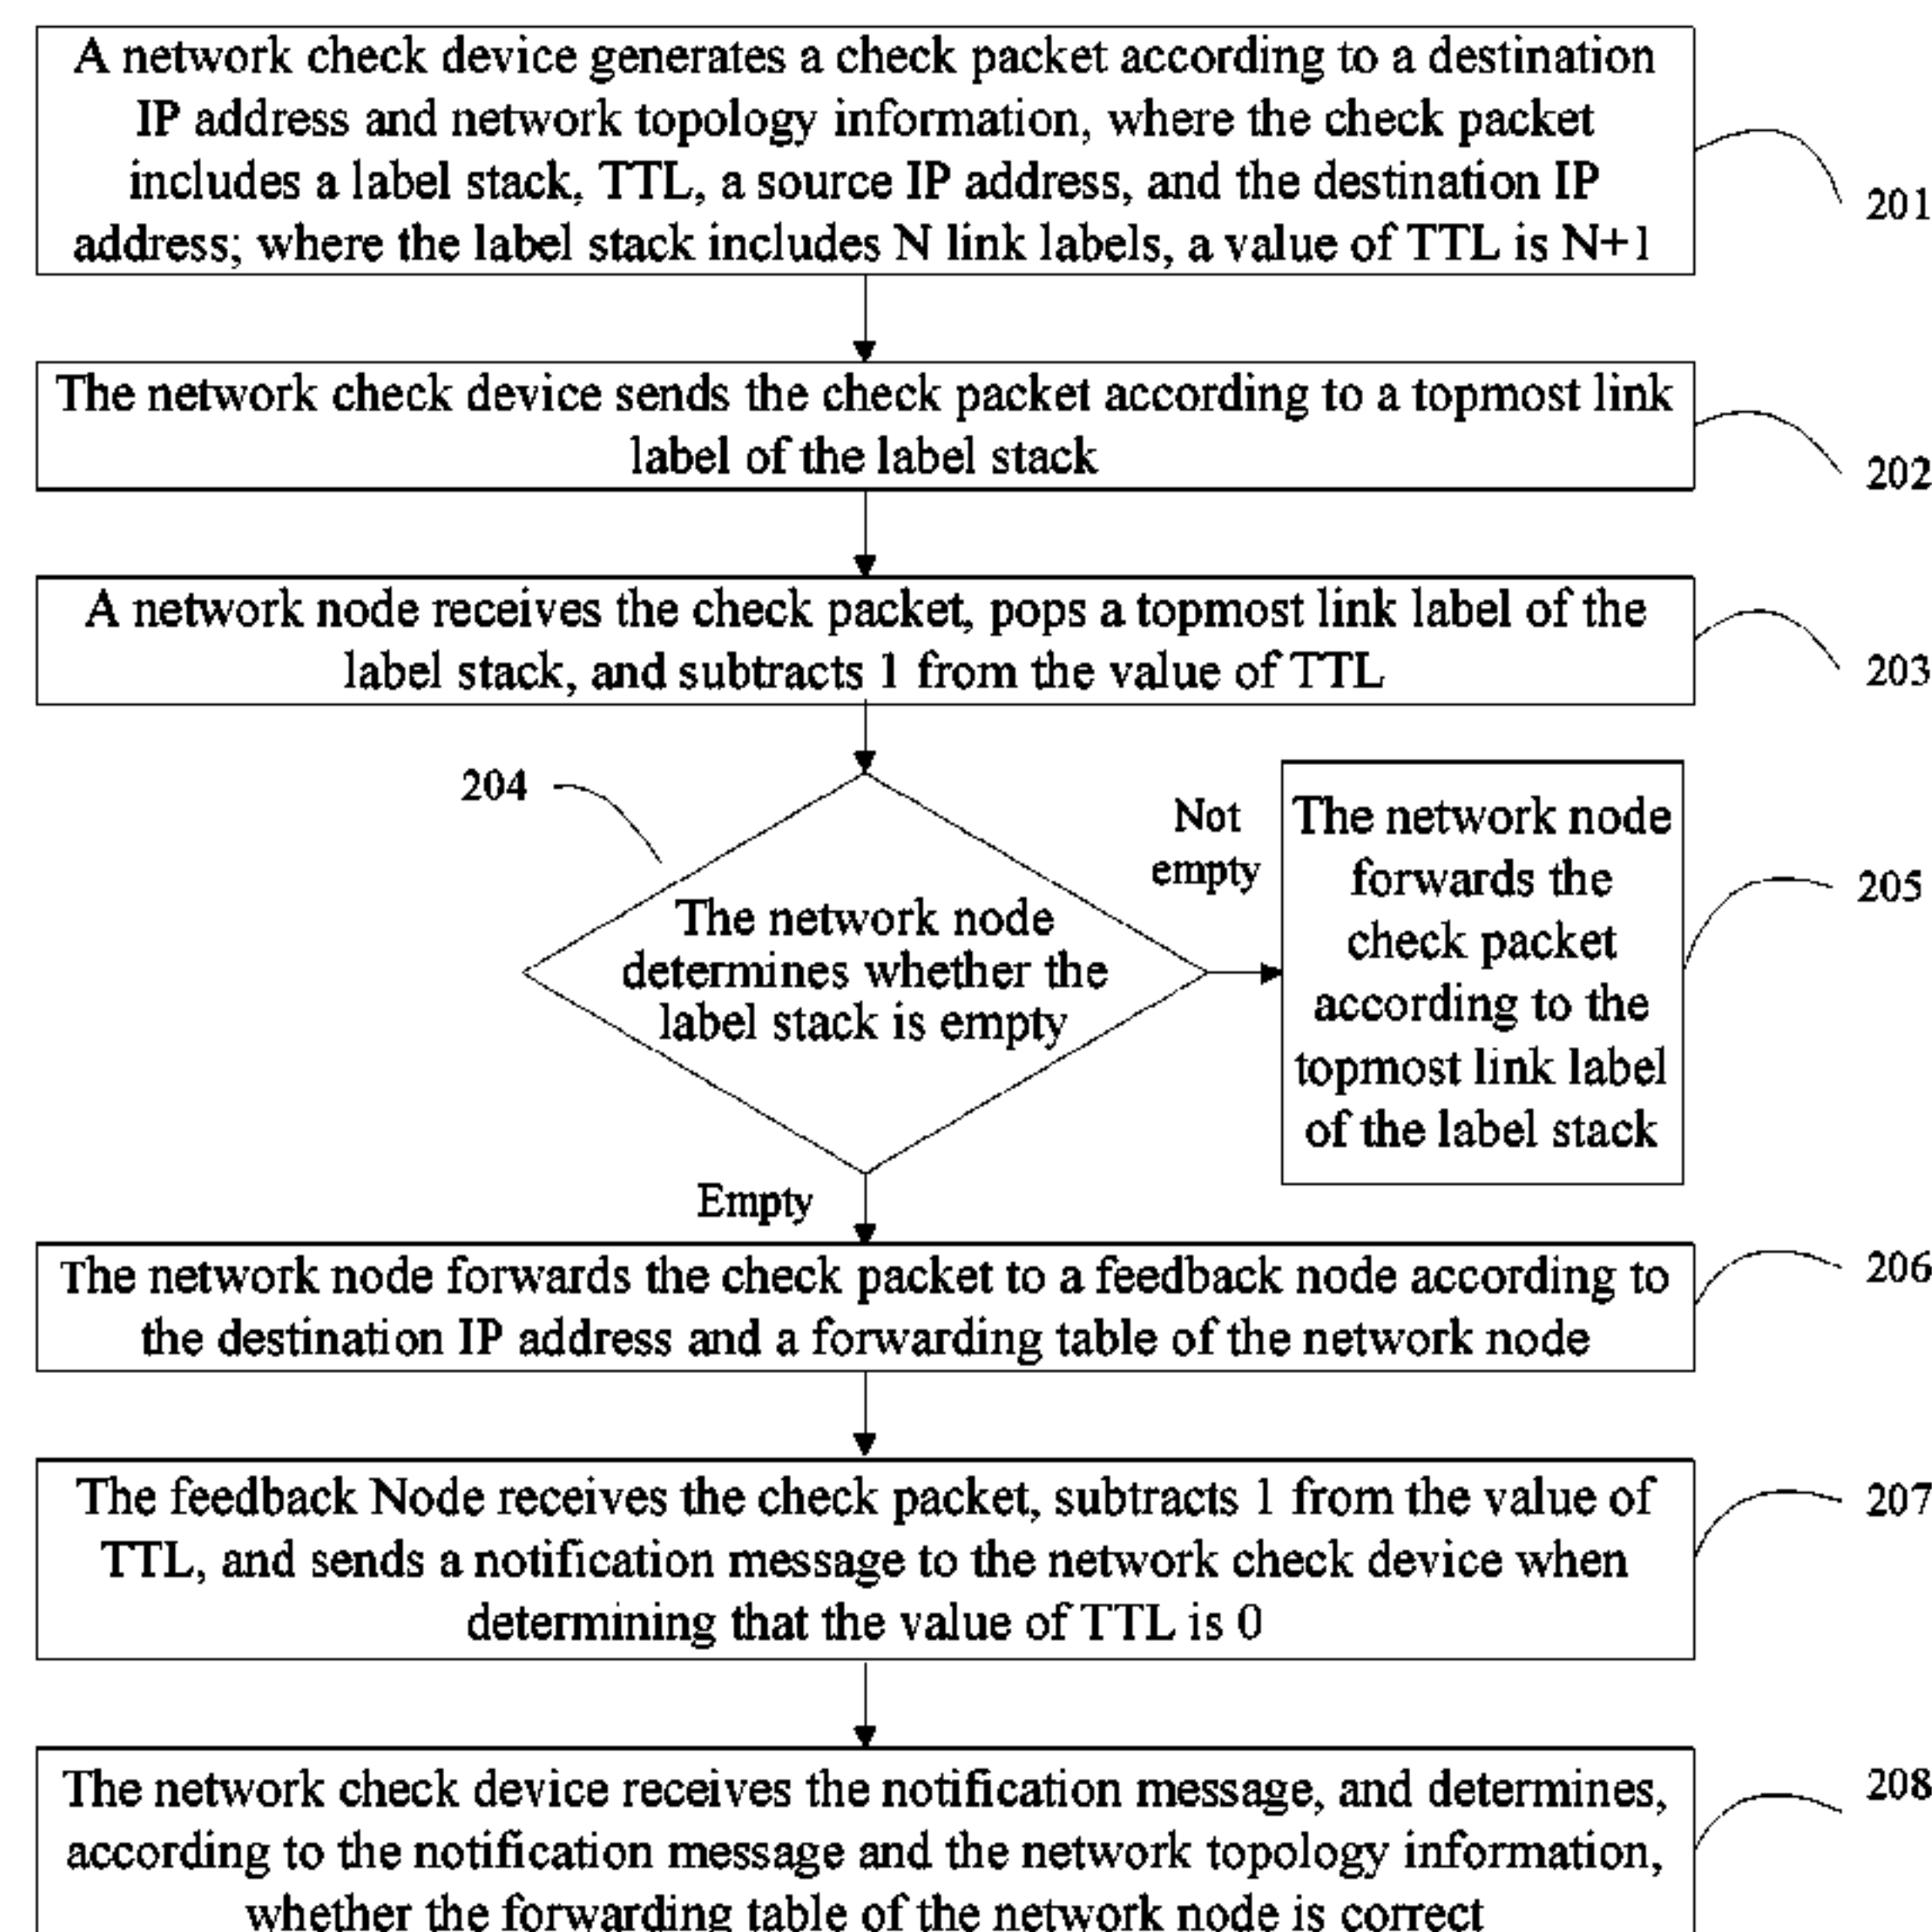 A network check device generates a check packet according to a destination
IP address and network topology information, where the check packet
includes a label stack, TTL, a source IP address, and the destination IP
address; where the label stack includes N link labels, a value of TTL is N+1
201
The network check device sends the check packet according to a topmost link
label of the label stack
202
A network node receives the check packet, pops a topmost link label of the
label stack, and subtracts 1 from the value of TTL
203
204
The network node
determines whether the
label stack is empty
Not
empty
The network node
forwards the
check packet
according to the
topmost link label
of the label stack
205
Empty
The network node forwards the check packet to a feedback node according to
the destination IP address and a forwarding table of the network node
206
The feedback Node receives the check packet, subtracts 1 from the value of
TTL, and sends a notification message to the network check device when
determining that the value of TTL is 0
207
The network check device receives the notification message, and determines,
according to the notification message and the network topology information,
whether the forwarding table of the network node is correct
208